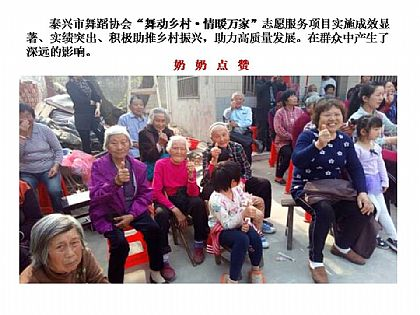 泰兴市舞蹈协会“舞动乡村·情暖万家”志愿服务项目实施成效显
著、实绩突出、积极助推乡村振兴，助力高质量发展。在群众中产生了
深远的影响。
奶奶点赞